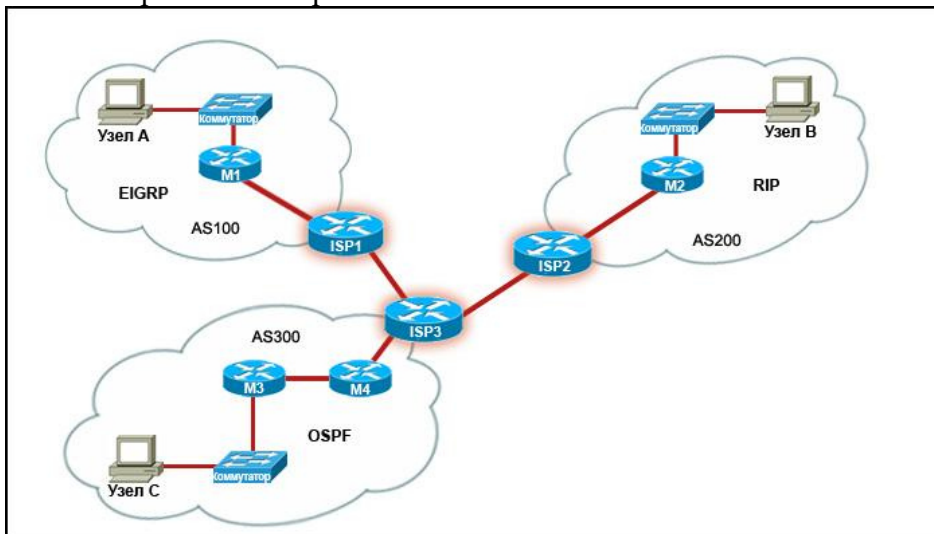 Узел A
Коммутатор
M1
EIGRP
AS100
ISP1
Коммутатор
Узел B
M2
RIP
AS200
ISP2
ISP3
AS300
M3
M4
OSPF
Узел C
Коммутатор